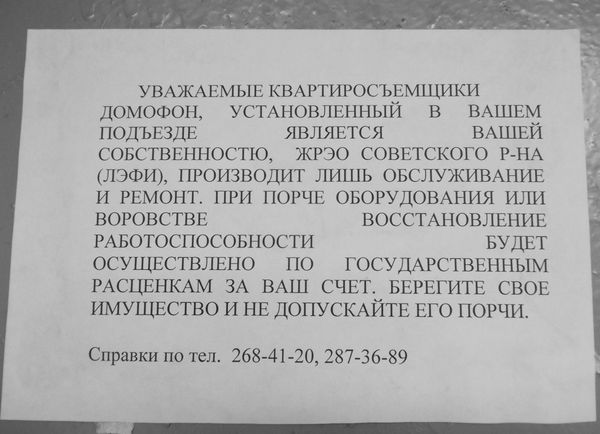 УВАЖАЕМЫЕ КВАРТИРОСЪЕМЩИКИ
ДОМОФОН, УСТАНОВЛЕННЫЙ В ВАШЕМ
ПОДЪЕЗДЕ ЯВЛЯЕТСЯ ВАШЕЙ
СОБСТВЕННОСТЮ, ЖРЭО СОВЕТСКОГО Р-НА
(ЛЭФИ), ПРОИЗВОДИТ ЛИШЬ ОБСЛУЖИВАНИЕ
И РЕМОНТ. ПРИ ПОРЧЕ ОБОРУДОВАНИЯ ИЛИ
ВОРОВСТВЕ ВОССТАНОВЛЕНИЕ
РАБОТОСПОСОБНОСТИ БУДЕТ
ОСУЩЕСТВЛЕНО ПО ГОСУДАРСТВЕННЫМ
РАСЦЕНКАМ ЗА ВАШ СЧЕТ. БЕРЕГИТЕ СВОЕ
ИМУЩЕСТВО И НЕ ДОПУСКАЙТЕ ЕГО ПОРЧИ.
Справки по тел. 268-41-20, 287-36-89